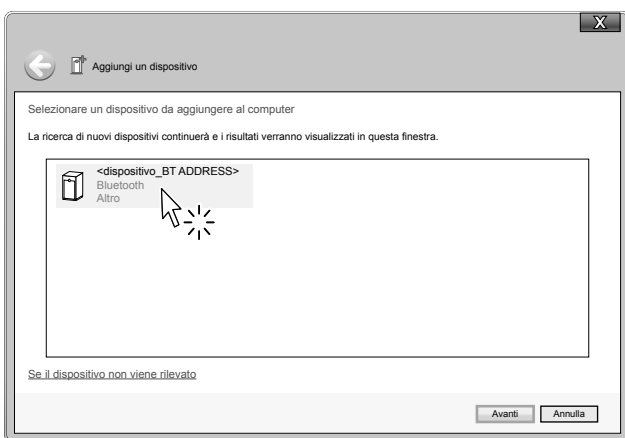 X
Aggiungi un dispositivo
Selezionare un dispositivo da aggiungere al computer
La ricerca di nuovi dispositivi continuerà e i risultati verranno visualizzati in questa finestra.
<dispositivo_BT ADDRESS>
Bluetooth
Altro
Se il dispositivo non viene rilevato
Avanti Annulla